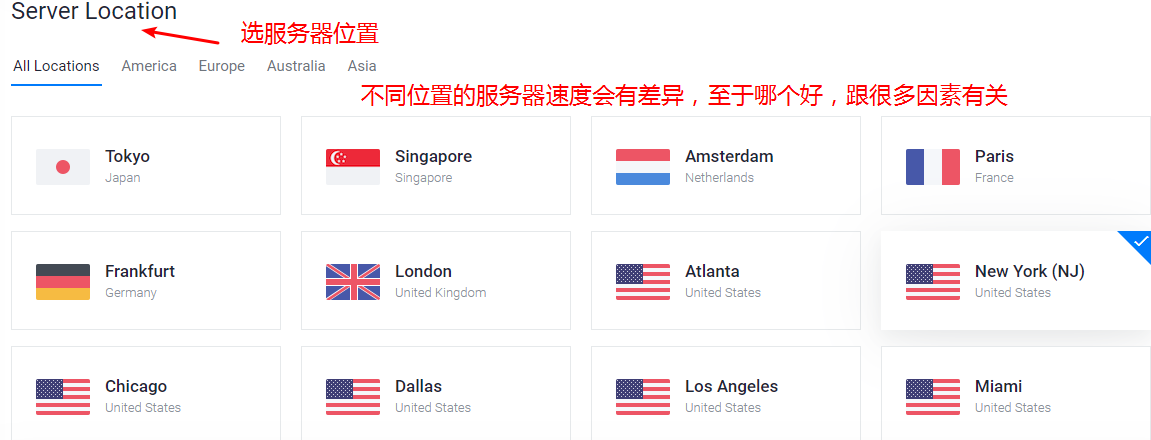 Server Location
选服务器位置
All Locations America Europe Australia Asia
不同位置的服务器速度会有差异，至于哪个好，跟很多因素有关
Tokyo
Japan
Singapore
Singapore
Amsterdam
Netherlands
Paris
France
Frankfurt
Germany
London
United Kingdom
Atlanta
United States
New York (NJ)
United States
Chicago
United States
Dallas
United States
Los Angeles
United States
Miami
United States